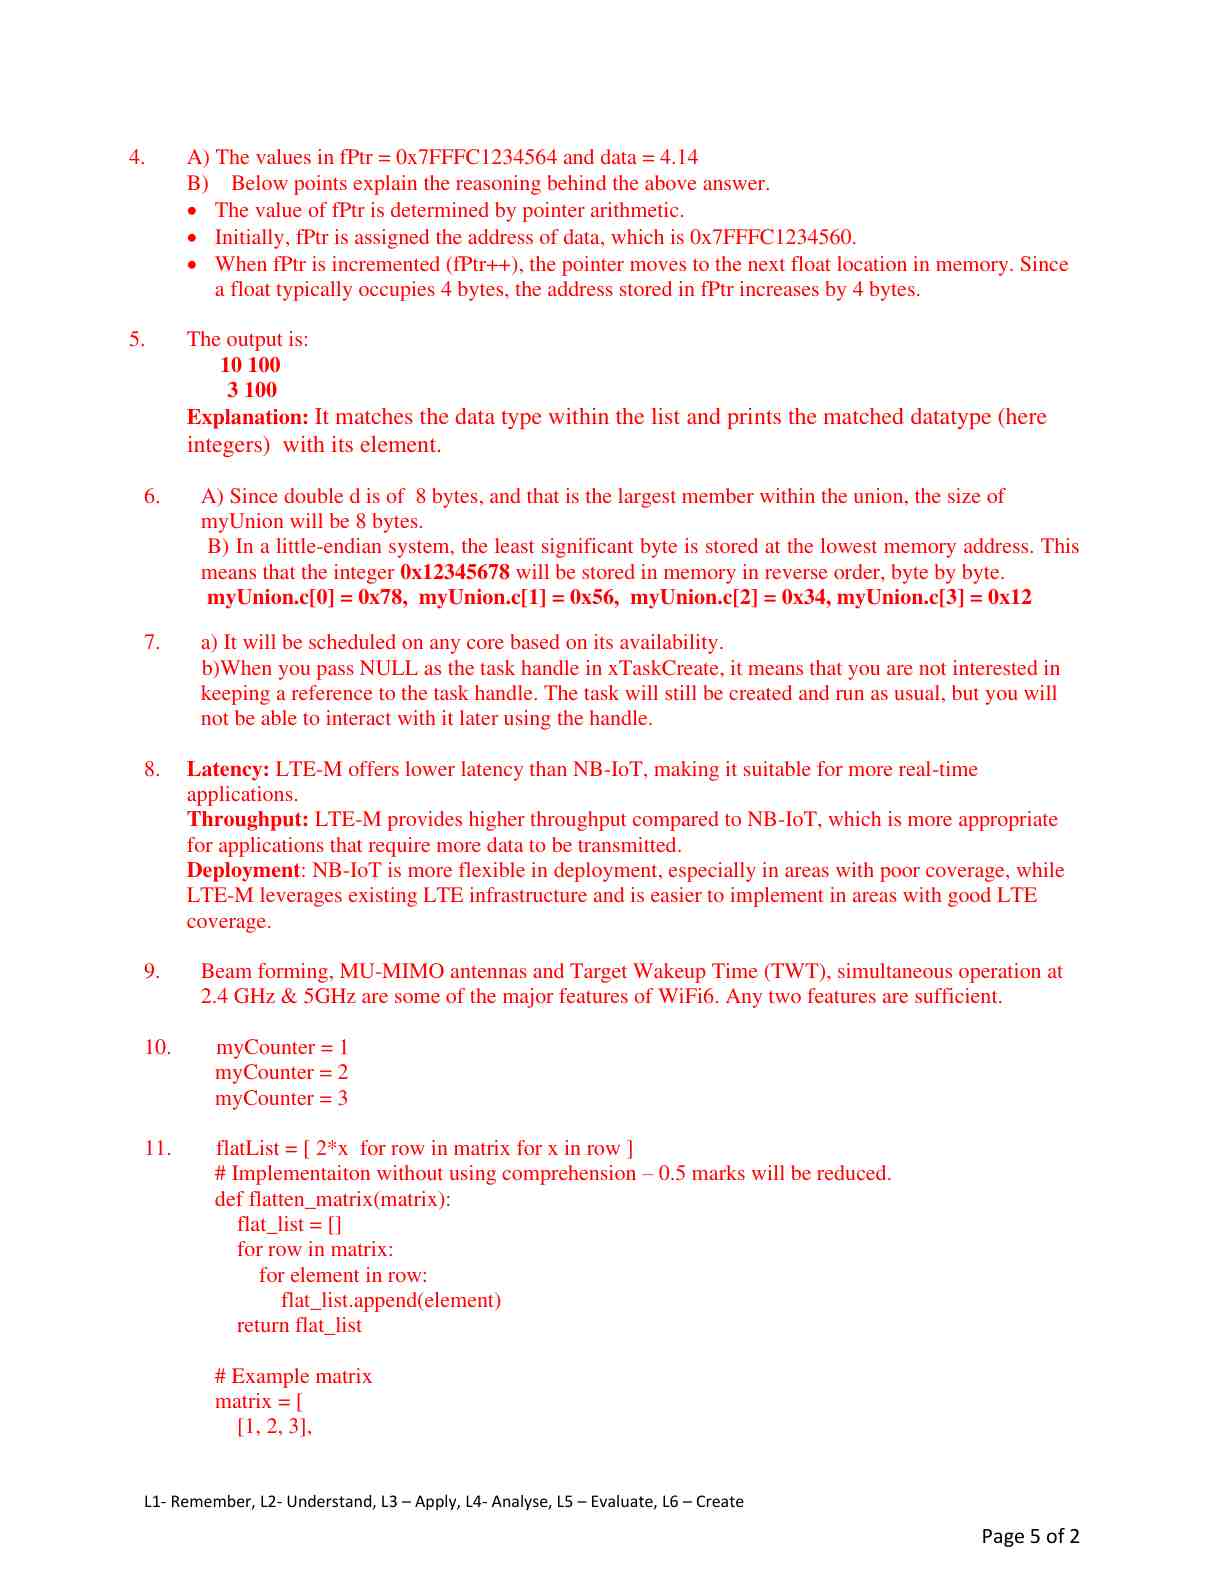 4. A) The values in fPtr = 0x7FFFC1234564 and data = 4.14
B) Below points explain the reasoning behind the above answer.
• The value of fPtr is determined by pointer arithmetic.
• Initially, fPtr is assigned the address of data, which is 0x7FFFC1234560.
• When fPtr is incremented (fPtr++), the pointer moves to the next float location in memory. Since
a float typically occupies 4 bytes, the address stored in fPtr increases by 4 bytes.
5. The output is:
10 100
3 100
Explanation: It matches the data type within the list and prints the matched datatype (here
integers) with its element.
6. A) Since double d is of 8 bytes, and that is the largest member within the union, the size of
myUnion will be 8 bytes.
B) In a little-endian system, the least significant byte is stored at the lowest memory address. This
means that the integer 0x12345678 will be stored in memory in reverse order, byte by byte.
myUnion.c[0] = 0x78, myUnion.c[1] = 0x56, myUnion.c[2] = 0x34, myUnion.c[3] = 0x12
7. a) It will be scheduled on any core based on its availability.
b)When you pass NULL as the task handle in xTaskCreate, it means that you are not interested in
keeping a reference to the task handle. The task will still be created and run as usual, but you will
not be able to interact with it later using the handle.
8. Latency: LTE-M offers lower latency than NB-IoT, making it suitable for more real-time
applications.
Throughput: LTE-M provides higher throughput compared to NB-IoT, which is more appropriate
for applications that require more data to be transmitted.
Deployment: NB-IoT is more flexible in deployment, especially in areas with poor coverage, while
LTE-M leverages existing LTE infrastructure and is easier to implement in areas with good LTE
coverage.
9. Beam forming, MU-MIMO antennas and Target Wakeup Time (TWT), simultaneous operation at
2.4 GHz & 5GHz are some of the major features of WiFi6. Any two features are sufficient.
10. myCounter = 1
myCounter = 2
myCounter = 3
11. flatList = [ 2*x for row in matrix for x in row ]
# Implementaiton without using comprehension – 0.5 marks will be reduced.
def flatten_matrix(matrix):
flat_list = []
for row in matrix:
for element in row:
flat_list.append(element)
return flat_list
# Example matrix
matrix = [
[1, 2, 3],
L1- Remember, L2- Understand, L3 – Apply, L4- Analyse, L5 – Evaluate, L6 – Create
Page 5 of 2